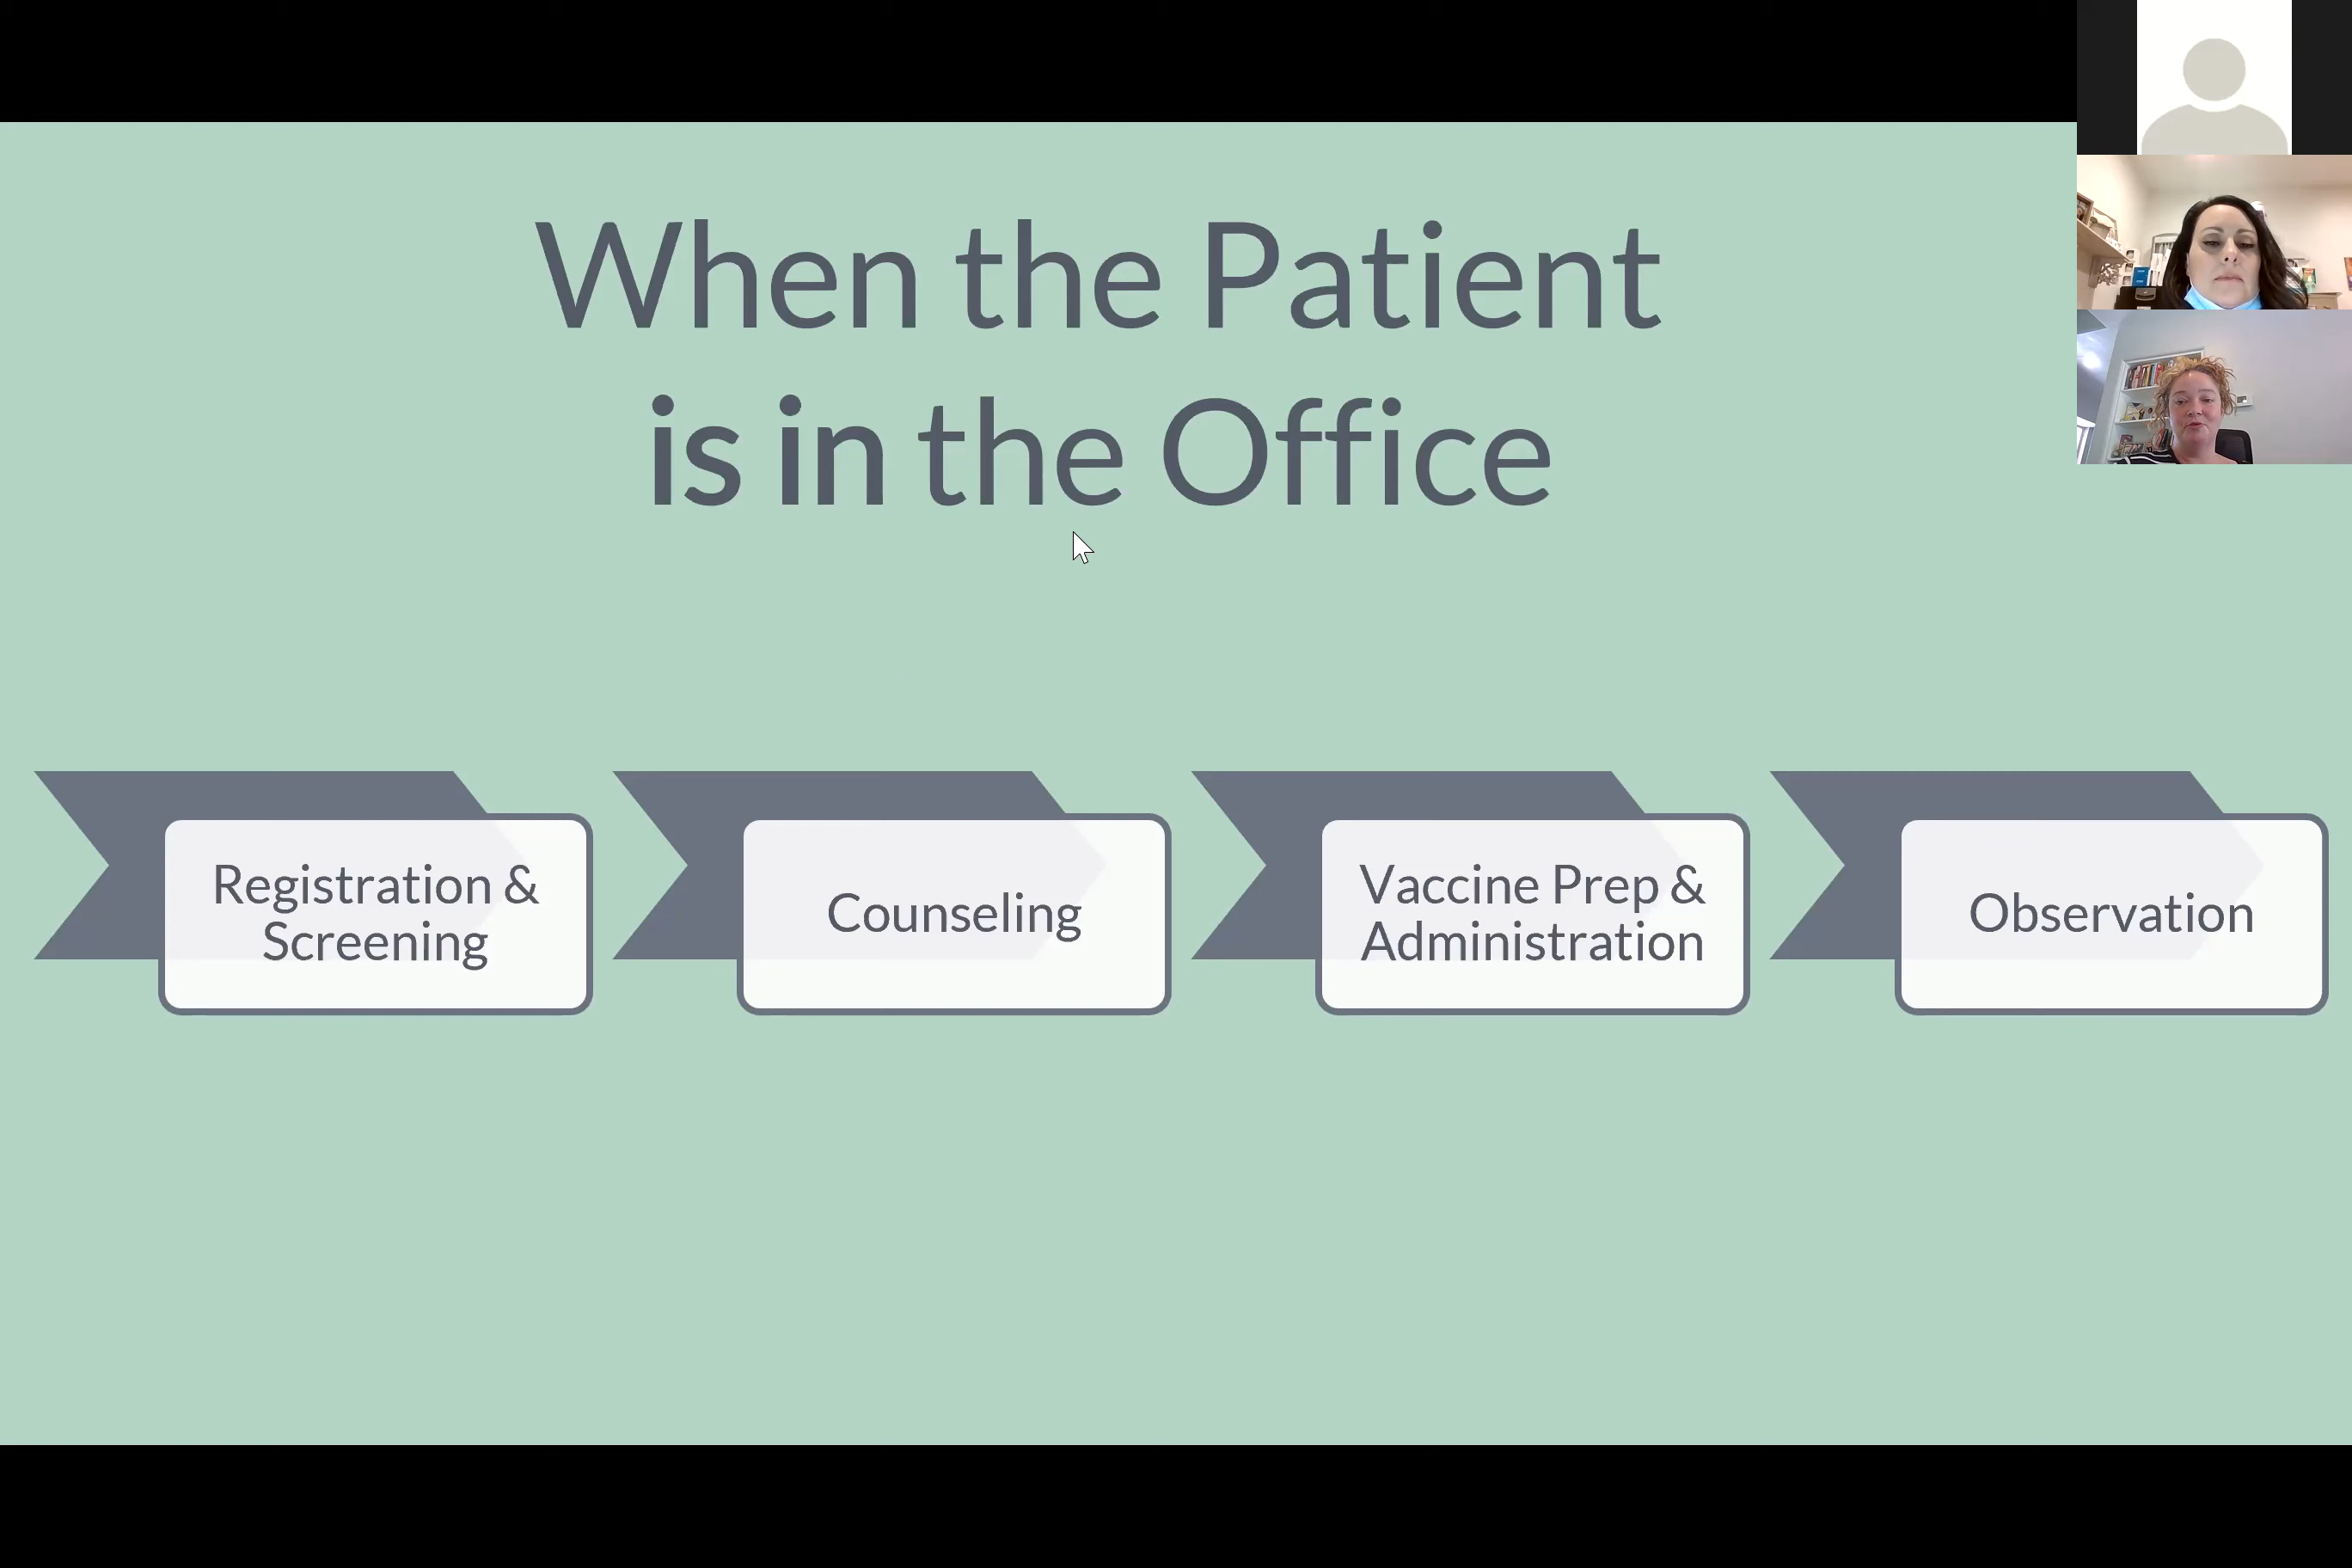 When the Patient
is in the Office
Registration &
Screening
Counseling
Vaccine Prep &
Administration
Observation